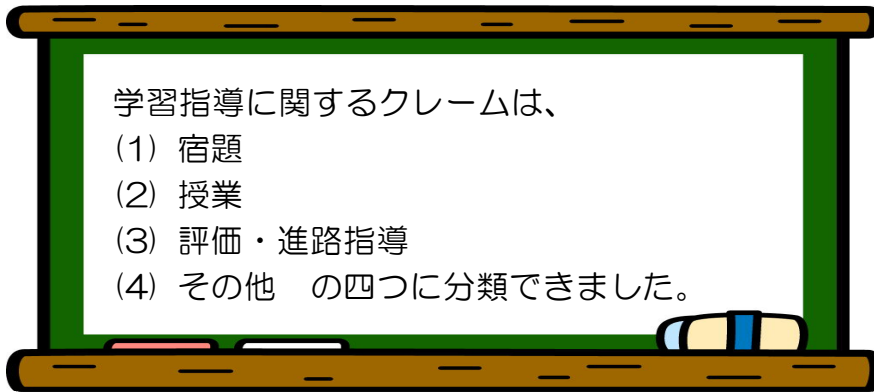 学習指導に関するクレームは、
(1) 宿題
(2) 授業
(3) 評価・進路指導
(4) その他　の四つに分類できました。